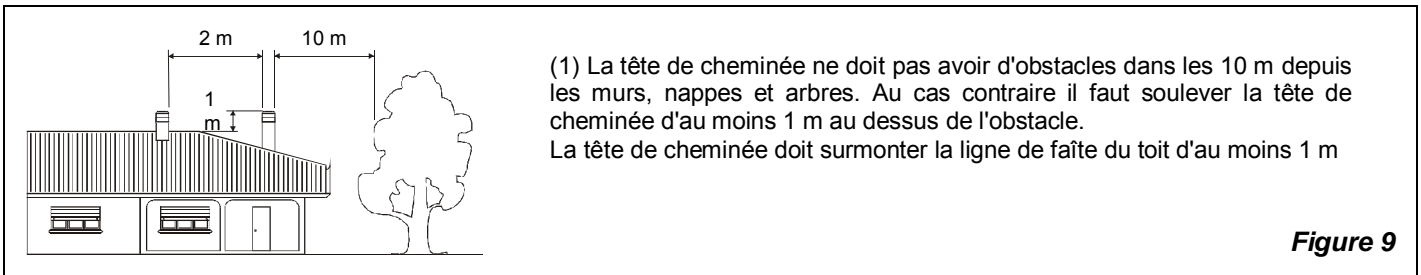 2 m
10 m
1
m
(1) La tête de cheminée ne doit pas avoir d'obstacles dans les 10 m depuis
les murs, nappes et arbres. Au cas contraire il faut soulever la tête de
cheminée d'au moins 1 m au dessus de l'obstacle.
La tête de cheminée doit surmonter la ligne de faîte du toit d'au moins 1 m
Figure 9